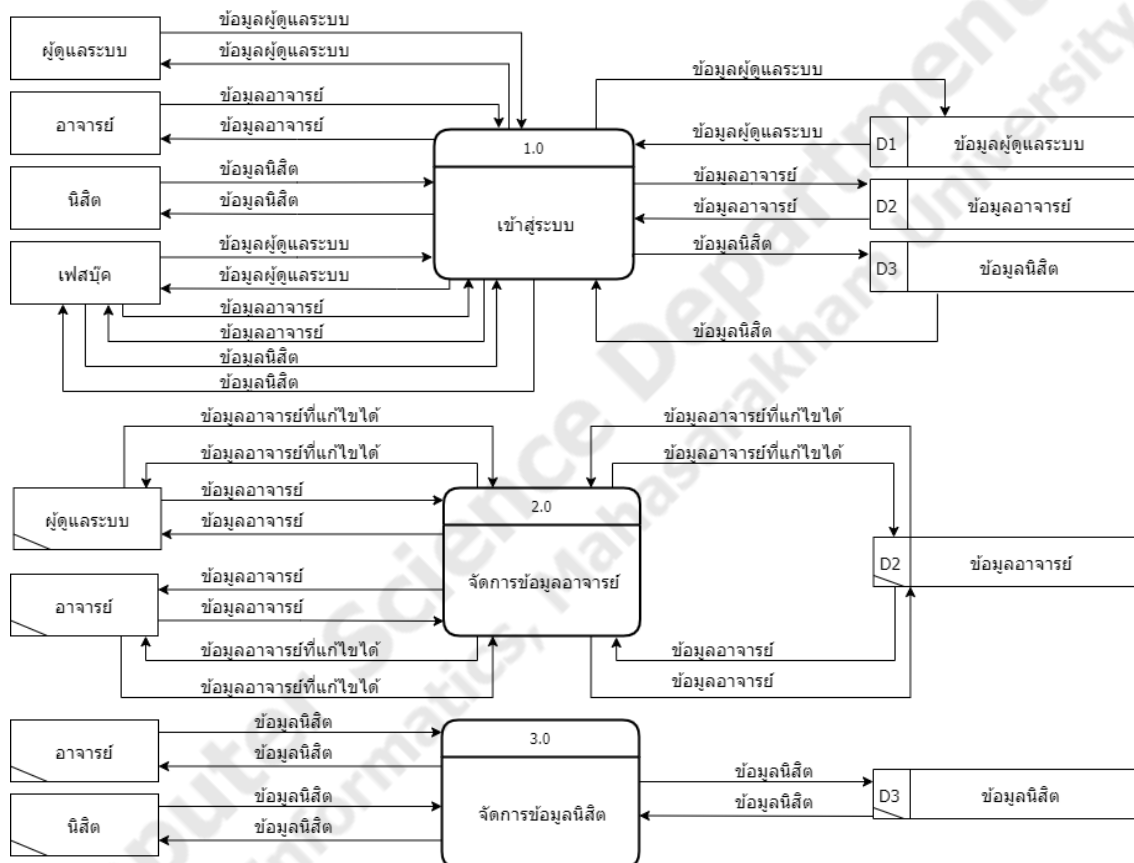 ข้อมูลผู้ดูแลระบบ
ผู้ดูแลระบบ
ข้อมูลผู้ดูแลระบบ
ข้อมูลผู้ดูแลระบบ
ข้อมูลอาจารย์
อาจารย์
ข้อมูลอาจารย์
ข้อมูลผู้ดูแลระบบ
1.0
D1
ข้อมูลผู้ดูแลระบบ
ข้อมูลนิสิต
ข้อมูลอาจารย์
นิสิต
ข้อมูลนิสิต
ข้อมูลอาจารย์
D2
ข้อมูลอาจารย์
เข้าสู่ระบบ
ข้อมูลผู้ดูแลระบบ
ข้อมูลนิสิต
เฟสบุ๊ค
ข้อมูลผู้ดูแลระบบ
D3
ข้อมูลนิสิต
ข้อมูลอาจารย์
ข้อมูลอาจารย์
ข้อมูลนิสิต
ข้อมูลนิสิต
ข้อมูลนิสิต
ข้อมูลอาจารย์ที่แก้ไขได้
ข้อมูลอาจารย์ที่แก้ไขได้
ข้อมูลอาจารย์ที่แก้ไขได้
ข้อมูลอาจารย์ที่แก้ไขได้
ข้อมูลอาจารย์
2.0
ผู้ดูแลระบบ
ข้อมูลอาจารย์
D2
ข้อมูลอาจารย์
ข้อมูลอาจารย์
จัดการข้อมูลอาจารย์
อาจารย์
ข้อมูลอาจารย์
ข้อมูลอาจารย์ที่แก้ไขได้
ข้อมูลอาจารย์
ข้อมูลอาจารย์ที่แก้ไขได้
ข้อมูลอาจารย์
ข้อมูลนิสิต
3.0
อาจารย์
ข้อมูลนิสิต
ข้อมูลนิสิต
ข้อมูลนิสิต
ข้อมูลนิสิต
D3
ข้อมูลนิสิต
นิสิต
ข้อมูลนิสิต
จัดการข้อมูลนิสิต
puter Science Department
Informatics, Mahasarakham University